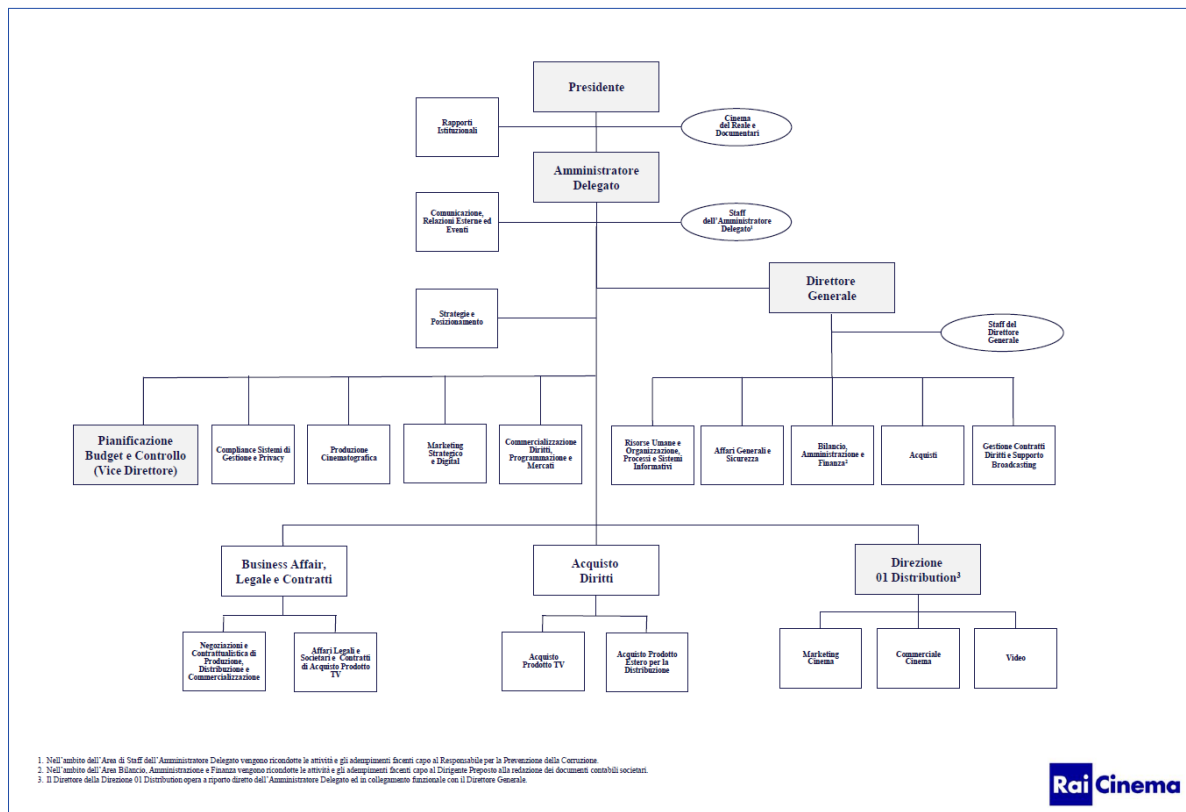 Presidente
Rapporti
Istituzionali
Cinema
del Reale e
Documentari
Amministratore
Delegato
Comunicazione,
Relazioni Esterne ed
Eventi
Staff
dell'Amministratore
Delegato¹
Direttore
Generale
Strategie e
Posizionamento
Staff del
Direttore
Generale
Pianificazione
Budget e Controllo
(Vice Direttore)
Compliance Sistemi di
Gestione e Privacy
Produzione
Cinematografica
Marketing
Strategico
e Digital
Commercializzazione
Diritti,
Programmazione e
Mercati
Risorse Umane e
Organizzazione,
Processi e Sistemi
Informativi
Affari Generali e
Sicurezza
Bilancio,
Amministrazione e
Finanza²
Acquisti
Gestione Contratti
Diritti e Supporto
Broadcasting
Business Affair,
Legale e Contratti
Acquisto
Diritti
Direzione
01 Distribution³
Negoziazioni e
Contrattualistica di
Produzione,
Distribuzione e
Commercializzazione
Affari Legali e
Societari e Contratti
di Acquisto Prodotto
TV
Acquisto
Prodotto TV
Acquisto Prodotto
Estero per la
Distribuzione
Marketing
Cinema
Commerciale
Cinema
Video
1. Nell'ambito dell'Area di Staff dell'Amministratore Delegato vengono ricondotte le attività e gli adempimenti facenti capo al Responsabile per la Prevenzione della Corruzione.
2. Nell'ambito dell'Area Bilancio, Amministrazione e Finanza vengono ricondotte le attività e gli adempimenti facenti capo al Dirigente Preposto alla redazione dei documenti contabili societari.
3. Il Direttore della Direzione 01 Distribution opera a riporto diretto dell'Amministratore Delegato ed in collegamento funzionale con il Direttore Generale.
Rai Cinema